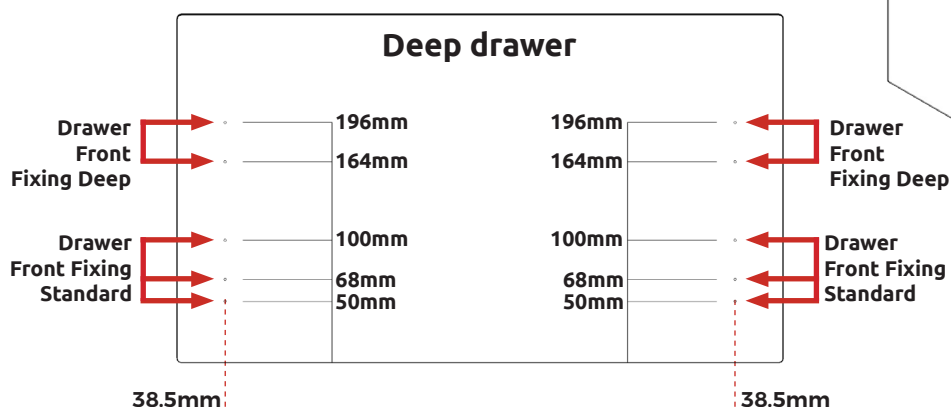 Deep drawer
196mm
196mm
Drawer
Front
Fixing Deep
Drawer
Front
Fixing Deep
164mm
164mm
100mm
100mm
Drawer
Front Fixing
Standard
Drawer
Front Fixing
Standard
68mm
68mm
50mm
50mm
38.5mm
38.5mm